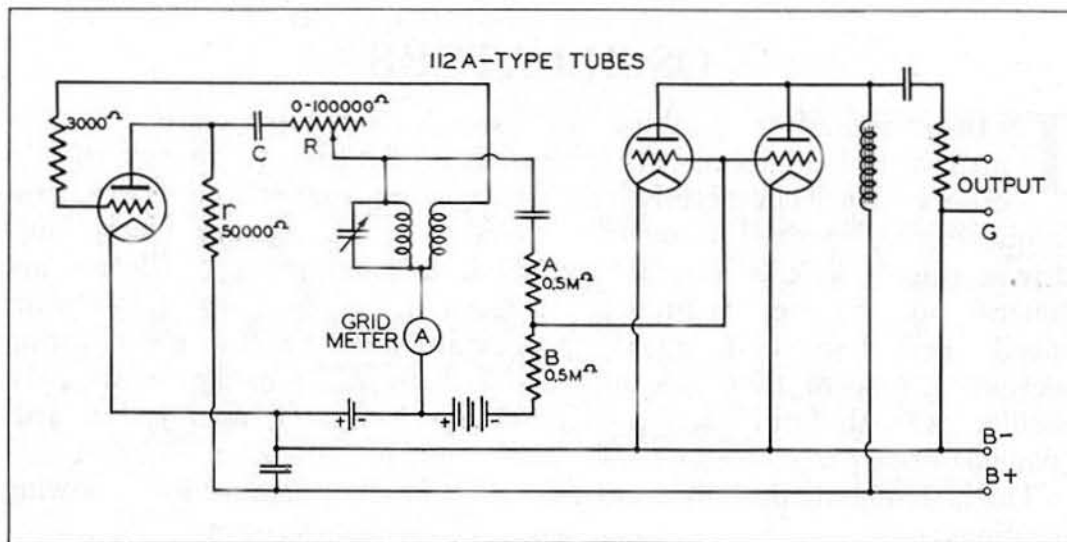 112 A-TYPE TUBES
3000Ω
0-100000Ω
C
R
r
50000Ω
A
0.5MΩ
GRID
METER
A
B
0.5MΩ
+ -
+ -
OUTPUT
G
B-
B+